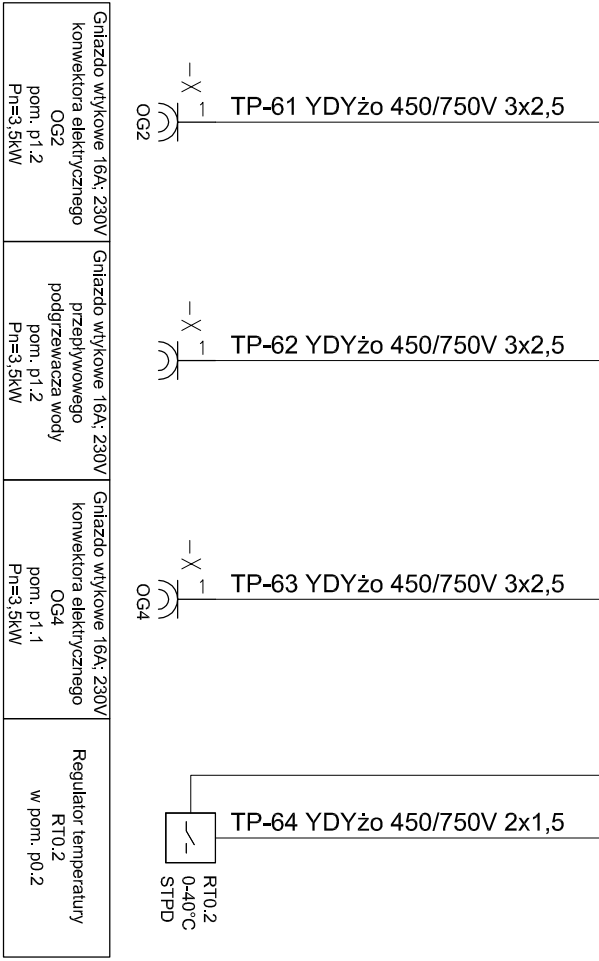 Gniazdo wtykowe 16A; 230V
konwektora elektrycznego
OG2
pom. p1.2
Pn=3,5kW
OG2
-X
1
TP-61 YDYżo 450/750V 3x2,5
Gniazdo wtykowe 16A; 230V
przepływowego
podgrzewacza wody
pom. p1.2
Pn=3,5kW
-X
1
TP-62 YDYżo 450/750V 3x2,5
Gniazdo wtykowe 16A; 230V
konwektora elektrycznego
OG4
pom. p1.1
Pn=3,5kW
OG4
-X
1
TP-63 YDYżo 450/750V 3x2,5
Regulator temperatury
RT0.2
w pom. p0.2
RT0.2
0-40°C
STPD
TP-64 YDYżo 450/750V 2x1,5